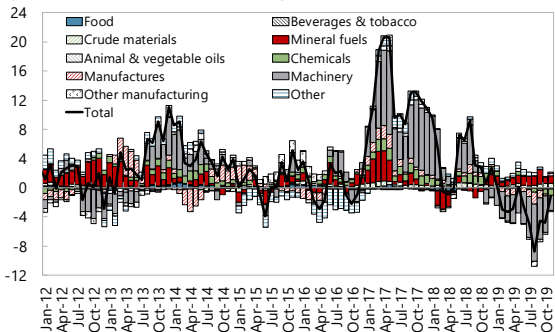 24
20
16
12
8
4
0
-4
-8
-12
Food
Beverages & tobacco
Crude materials
Mineral fuels
Animal & vegetable oils
Chemicals
Manufactures
Machinery
Other manufacturing
Other
Total
Jan-12
Apr-12
Jul-12
Oct-12
Jan-13
Apr-13
Jul-13
Oct-13
Jan-14
Apr-14
Jul-14
Oct-14
Jan-15
Apr-15
Jul-15
Oct-15
Jan-16
Apr-16
Jul-16
Oct-16
Jan-17
Apr-17
Jul-17
Oct-17
Jan-18
Apr-18
Jul-18
Oct-18
Jan-19
Apr-19
Jul-19
Oct-19